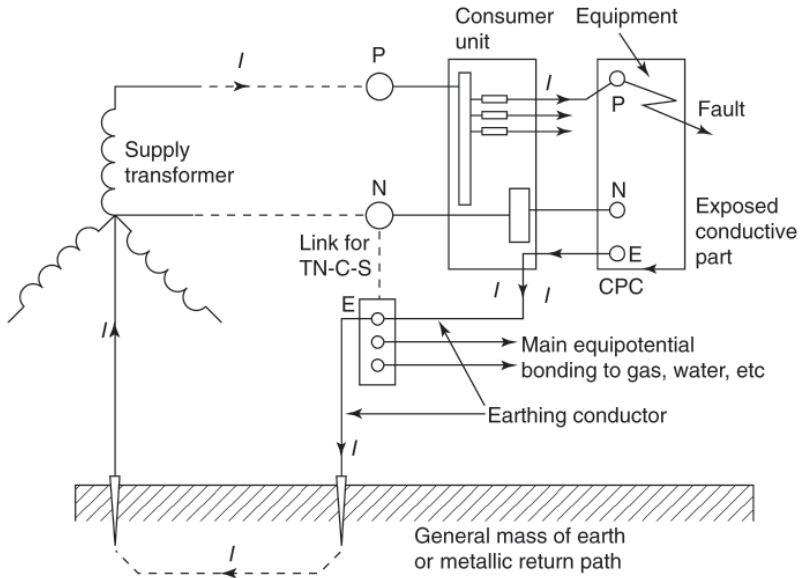 Consumer
unit
Equipment
I
P
I
P
Fault
Supply
transformer
N
N
Exposed
conductive
part
Link for
TN-C-S
E
CPC
I
I
E
I
Main equipotential
bonding to gas, water, etc
Earthing conductor
I
General mass of earth
or metallic return path
I